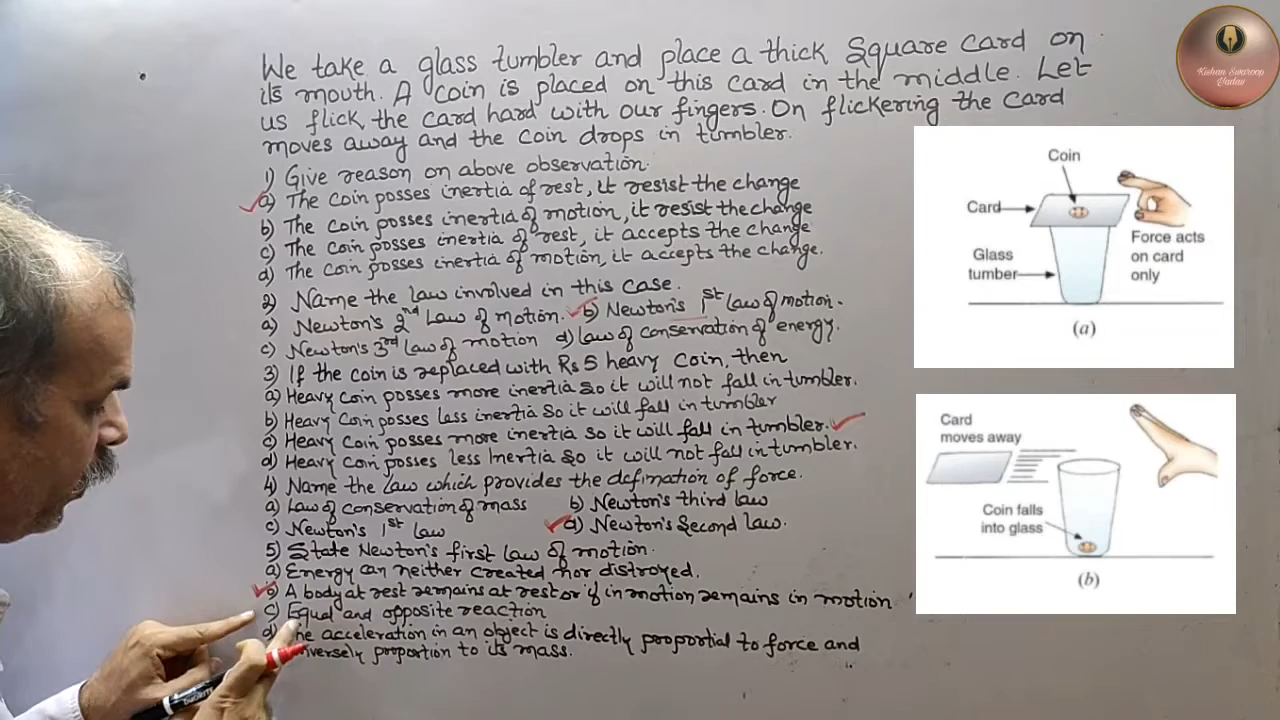 We take a glass tumbler and place a thick Square card on
its mouth. A coin is placed on this card in the middle. Let
us flick the card hard with our fingers. On flickering the card
moves away and the coin drops in tumbler.
1) Give reason on above observation.
a) The coin posses inertia of rest, it resist the change
b) The coin posses inertia of motion, it resist the change
c) The coin posses inertia of rest, it accepts the change
d) The coin posses inertia of motion, it accepts the change.
2) Name the law involved in this case.
a) Newton's 2nd Law of motion. b) Newton's 1st law of motion.
c) Newton's 3rd law of motion d) law of conservation of energy.
3) If the coin is replaced with Rs 5 heavy coin, then
a) Heavy coin posses more inertia so it will not fall in tumbler.
b) Heavy coin posses less inertia so it will fall in tumbler
c) Heavy coin posses more inertia so it will fall in tumbler.
d) Heavy coin posses less Inertia so it will not fall in tumbler.
4) Name the Law which provides the defination of force.
a) Law of conservation of mass b) Newton's third law
c) Newton's 1st law d) Newton's Second law.
5) State Newton's first law of motion.
a) Energy can neither created nor distroyed.
b) A body at rest remains at rest or if in motion remains in motion
c) Equal and opposite reaction
d) acceleration in an object is directly proportial to force and
proportion to its mass.
Kishan Swaroop
Yadav
Coin
Card
Glass
tumber
Force acts
on card
only
(a)
Card
moves away
Coin falls
into glass
(b)